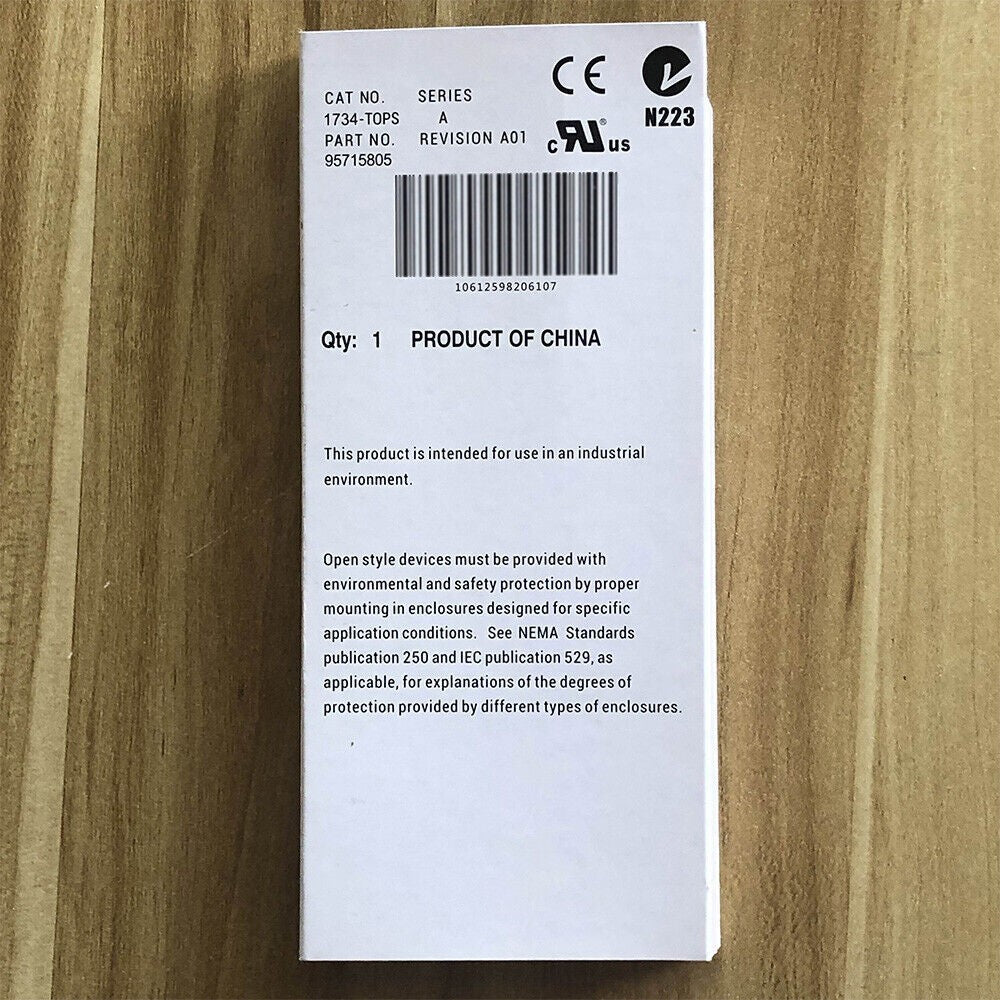 CE
N223
CAT NO. SERIES
1734-TOPS A
PART NO. REVISION A01
95715805
c RU® us
10612598206107
Qty: 1 PRODUCT OF CHINA
This product is intended for use in an industrial
environment.
Open style devices must be provided with
environmental and safety protection by proper
mounting in enclosures designed for specific
application conditions. See NEMA Standards
publication 250 and IEC publication 529, as
applicable, for explanations of the degrees of
protection provided by different types of enclosures.